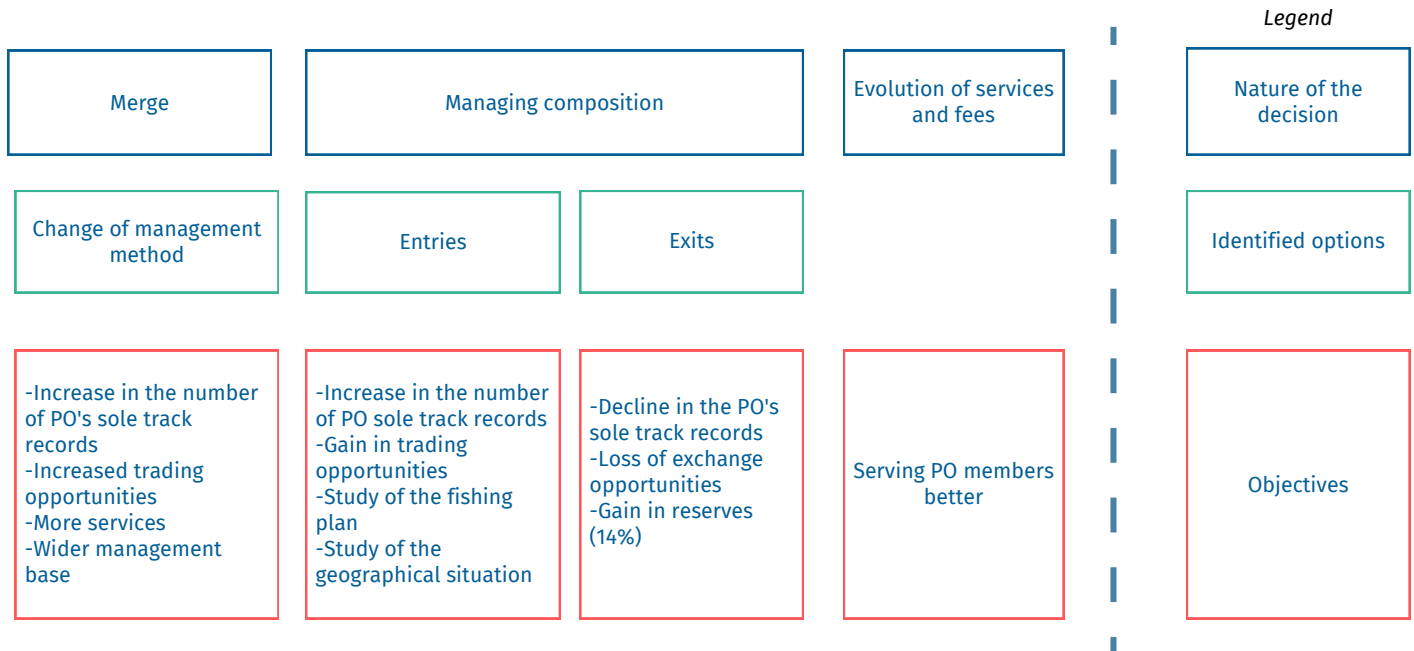 Legend
Merge
Managing composition
Evolution of services
and fees
Nature of the
decision
Change of management
method
Entries
Exits
Identified options
-Increase in the number
of PO's sole track
records
-Increased trading
opportunities
-More services
-Wider management
base
-Increase in the number
of PO sole track records
-Gain in trading
opportunities
-Study of the fishing
plan
-Study of the
geographical situation
-Decline in the PO's
sole track records
-Loss of exchange
opportunities
-Gain in reserves
(14%)
Serving PO members
better
Objectives